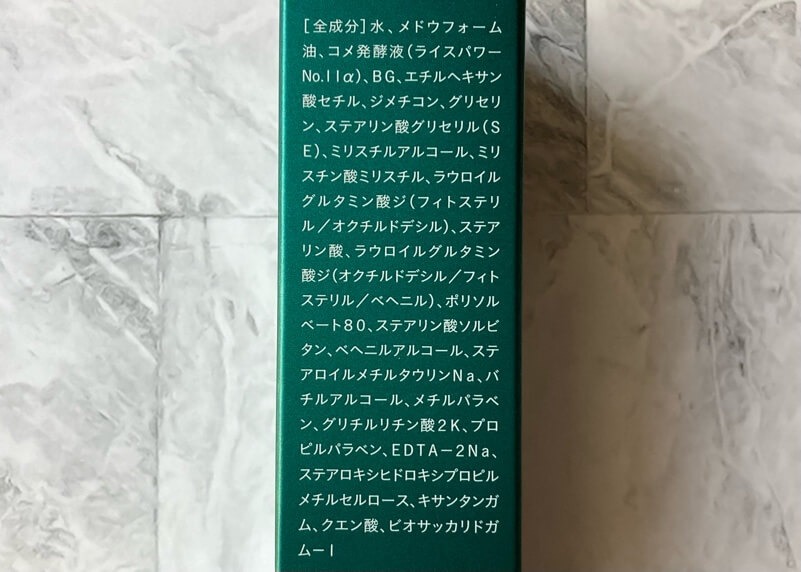 [全成分]水、メドウフォーム
油、コメ発酵液(ライスパワー
No.11α)、BG、エチルヘキサン
酸セチル、ジメチコン、グリセリ
ン、ステアリン酸グリセリル(S
E)、ミリスチルアルコール、ミリ
スチン酸ミリスチル、ラウロイル
グルタミン酸ジ(フィトステリ
ル/オクチルドデシル)、ステア
リン酸、ラウロイルグルタミン
酸ジ(オクチルドデシル/フィト
ステリル/ベヘニル)、ポリソル
ベート80、ステアリン酸ソルビ
タン、ベヘニルアルコール、ステ
アロイルメチルタウリンNa、バ
チルアルコール、メチルパラベ
ン、グリチルリチン酸2K、プロ
ピルパラベン、EDTA-2Na、
ステアロキシヒドロキシプロピル
メチルセルロース、キサンタンガ
ム、クエン酸、ビオサッカリドガ
ム-1